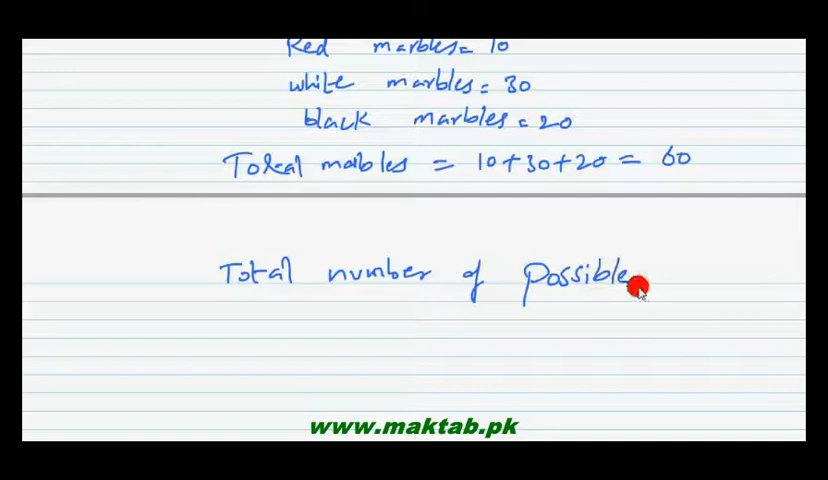 Red marbles = 10
white marbles = 30
black marbles = 20
Total marbles = 10+30+20 = 60
Total number of possible
www.maktab.pk